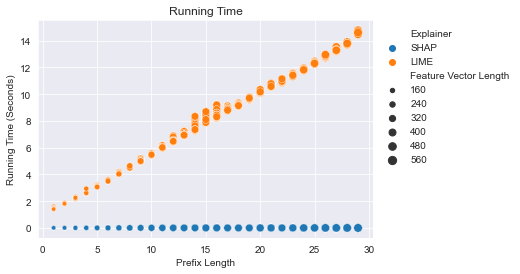 Running Time
Running Time (Seconds)
14
12
10
8
6
4
2
0
0 5 10 15 20 25 30
Prefix Length
Explainer
SHAP
LIME
Feature Vector Length
160
240
320
400
480
560